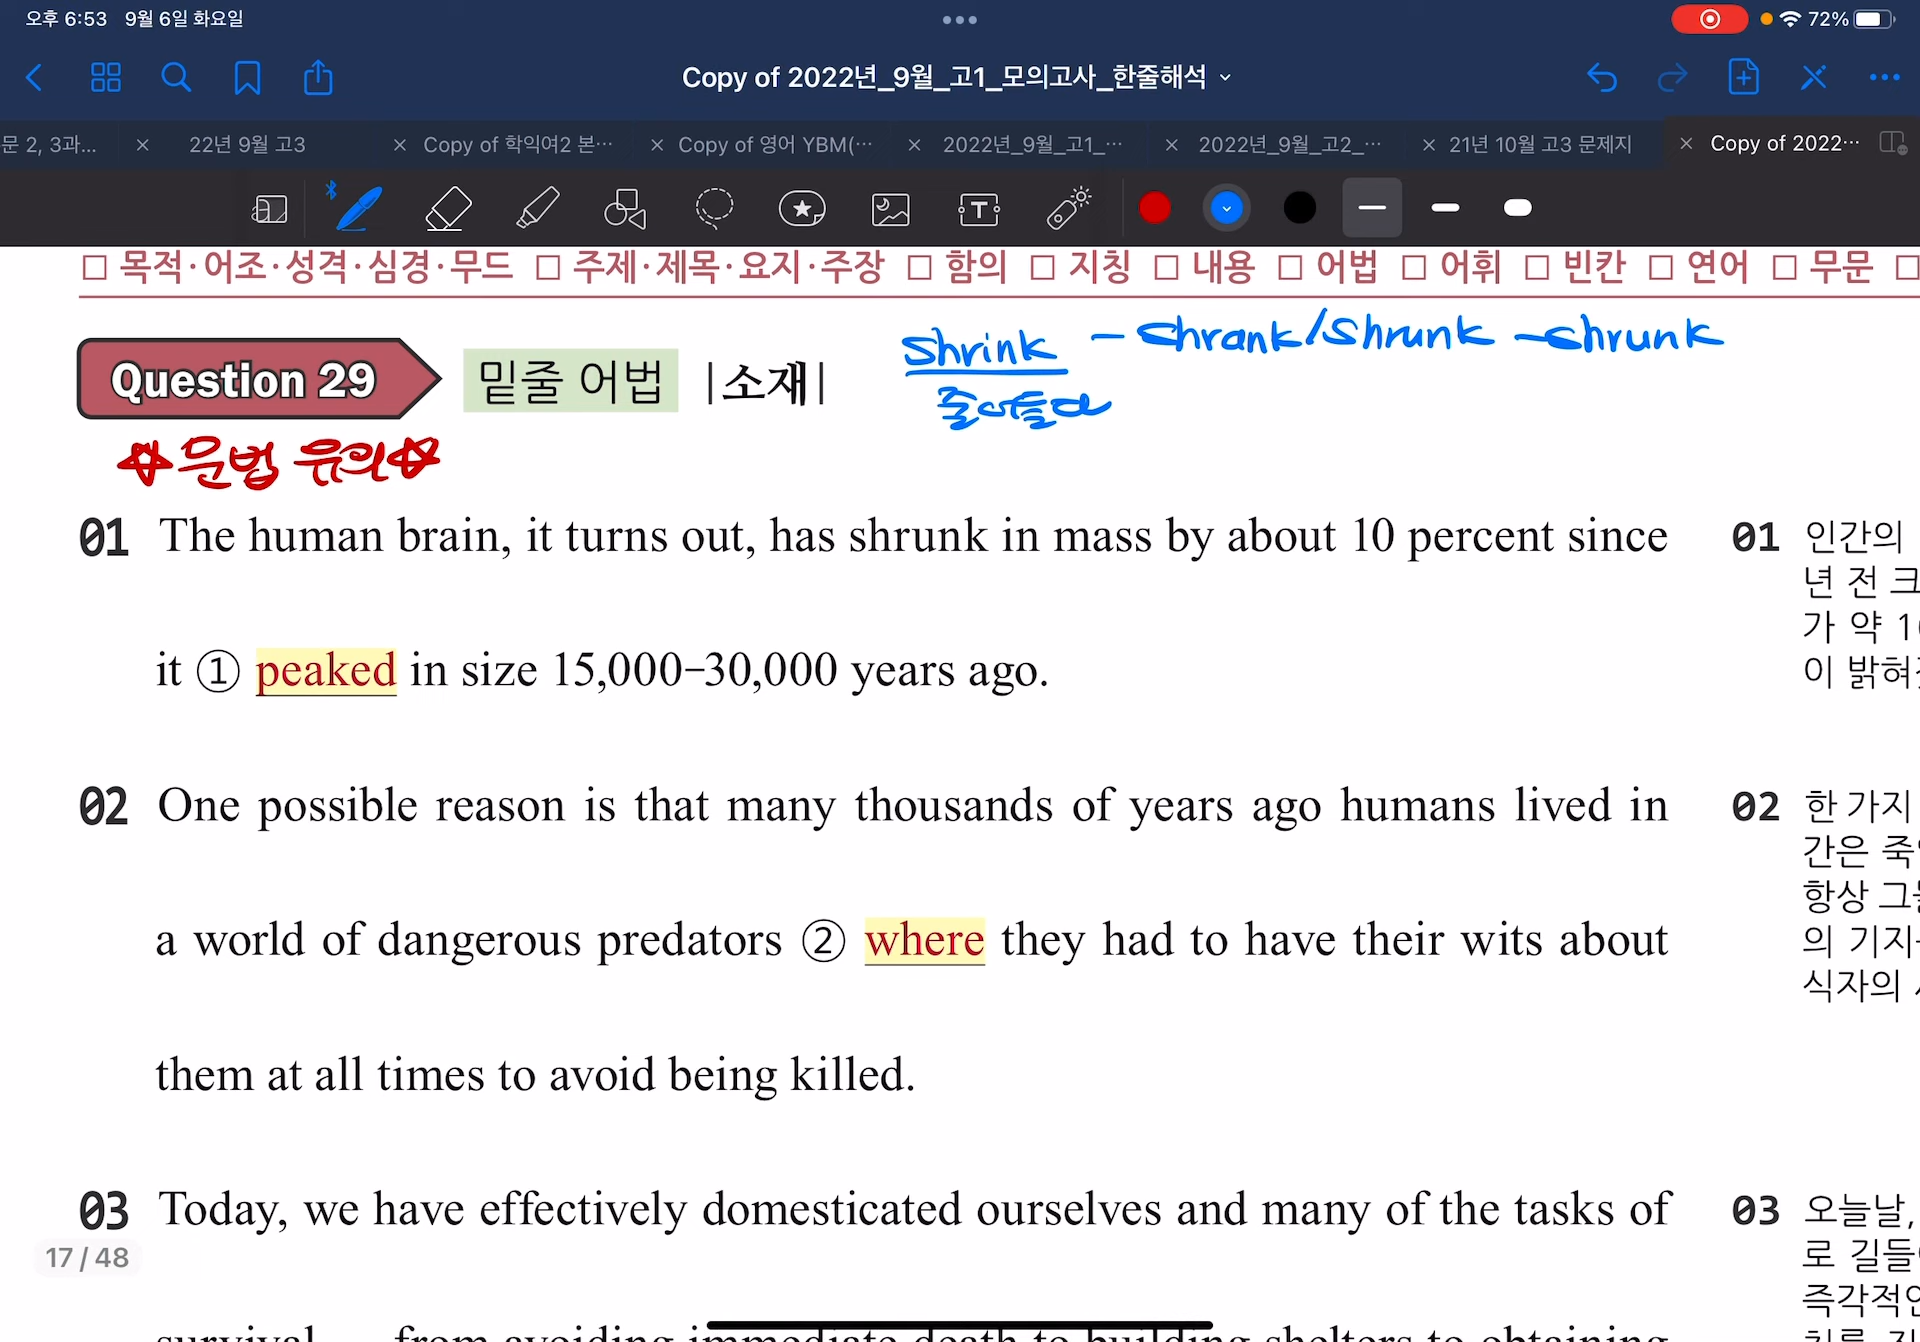 오후 6:53 9월 6일 화요일 72%
Copy of 2022년_9월_고1_모의고사_한줄해석
문 2, 3과... 22년 9월 고3 Copy of 학익여2 본... Copy of 영어 YBM(... 2022년_9월_고1_... 2022년_9월_고2_... 21년 10월 고3 문제지 Copy of 2022...
□ 목적·어조·성격·심경·무드 □ 주제·제목·요지·주장 □ 함의 □ 지칭 □ 내용 □ 어법 □ 어휘 □ 빈칸 □ 연어 □ 무문 □
shrink - shrank/shrunk - shrunk
Question 29 밑줄 어법 |소재|
줄어들다
☆문법 유의☆
01 The human brain, it turns out, has shrunk in mass by about 10 percent since
it ① peaked in size 15,000–30,000 years ago.
02 One possible reason is that many thousands of years ago humans lived in
a world of dangerous predators ② where they had to have their wits about
them at all times to avoid being killed.
03 Today, we have effectively domesticated ourselves and many of the tasks of
survival from avoiding immediate death to building shelters to obtaining
01 인간의
년 전 크
가 약 1
이 밝혀
02 한 가지
간은 죽
항상 그
의 기지
식자의
03 오늘날,
로 길들
즉각적인
17 / 48